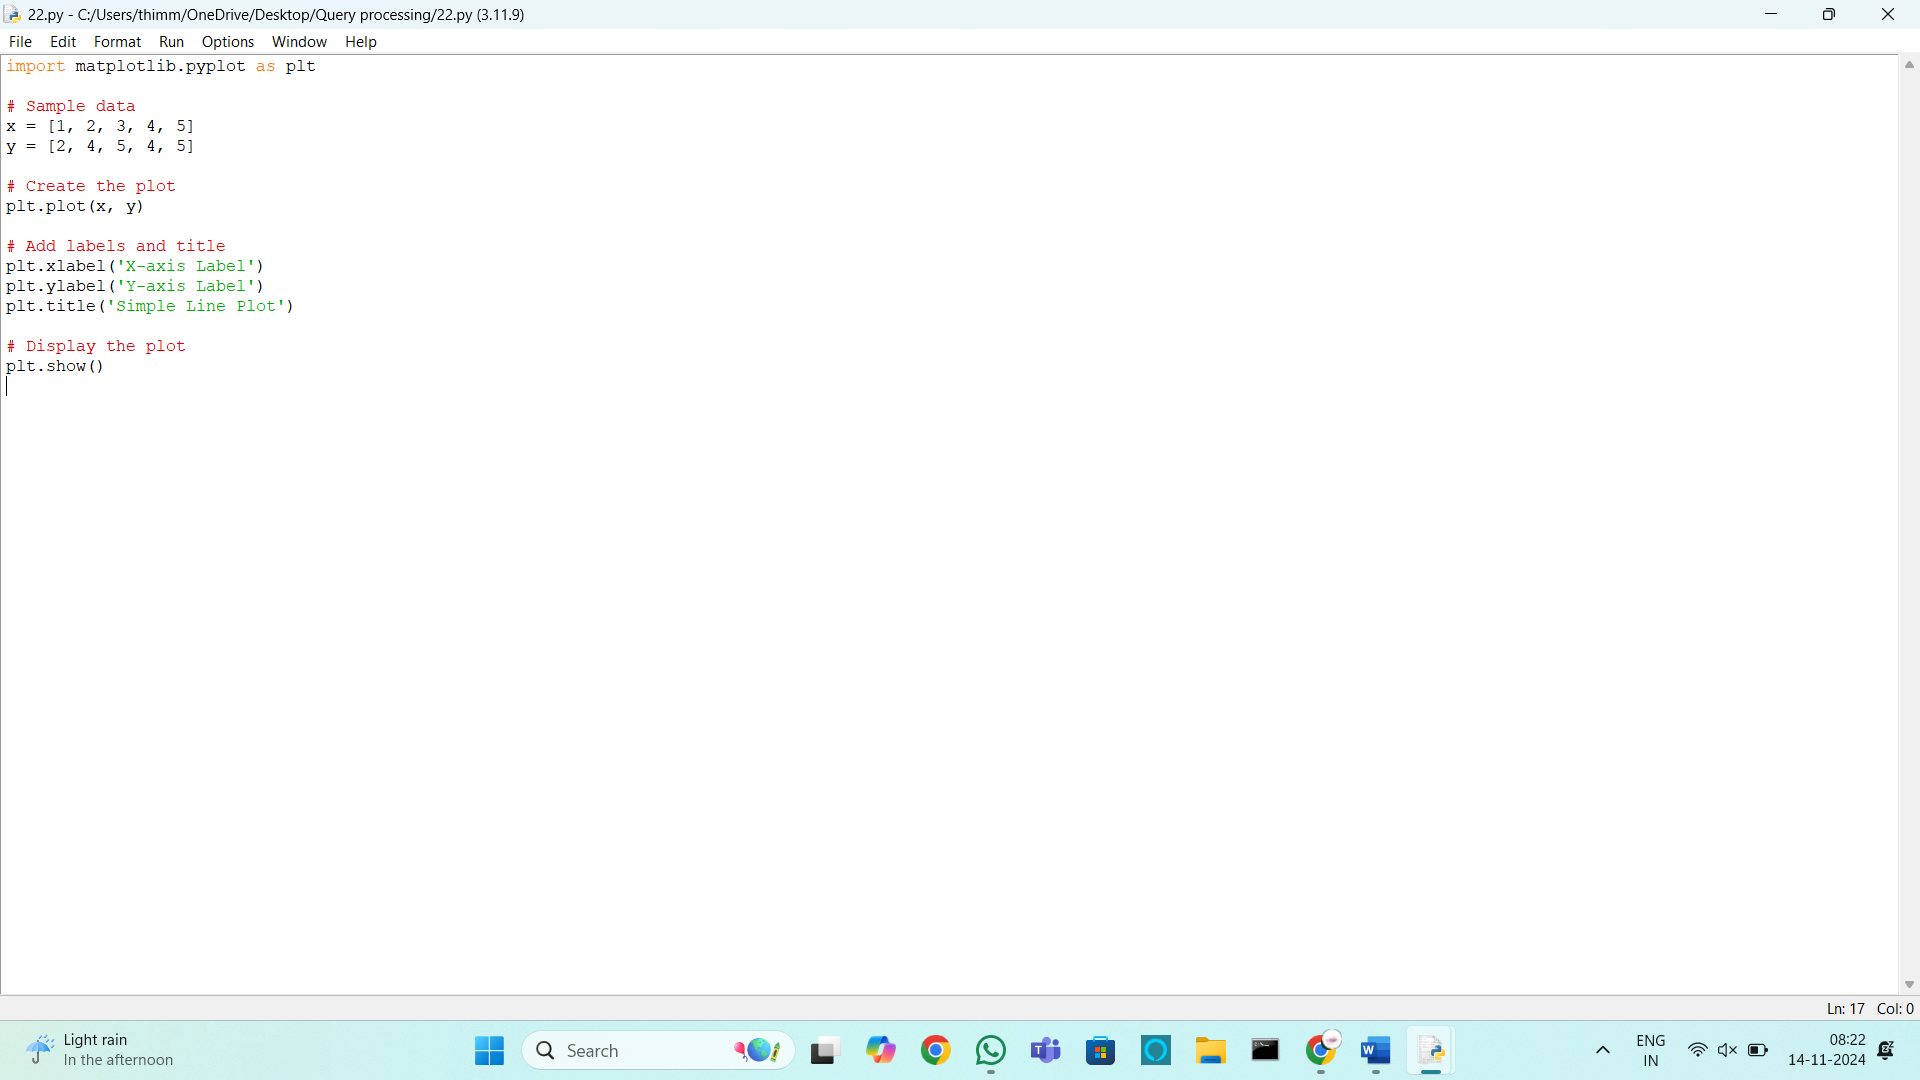 22.py - C:/Users/thimm/OneDrive/Desktop/Query processing/22.py (3.11.9)
File Edit Format Run Options Window Help
import matplotlib.pyplot as plt
# Sample data
x = [1, 2, 3, 4, 5]
y = [2, 4, 5, 4, 5]
# Create the plot
plt.plot(x, y)
# Add labels and title
plt.xlabel('X-axis Label')
plt.ylabel('Y-axis Label')
plt.title('Simple Line Plot')
# Display the plot
plt.show()
Ln: 17 Col: 0
Light rain
In the afternoon
Search
ENG
IN
08:22
14-11-2024